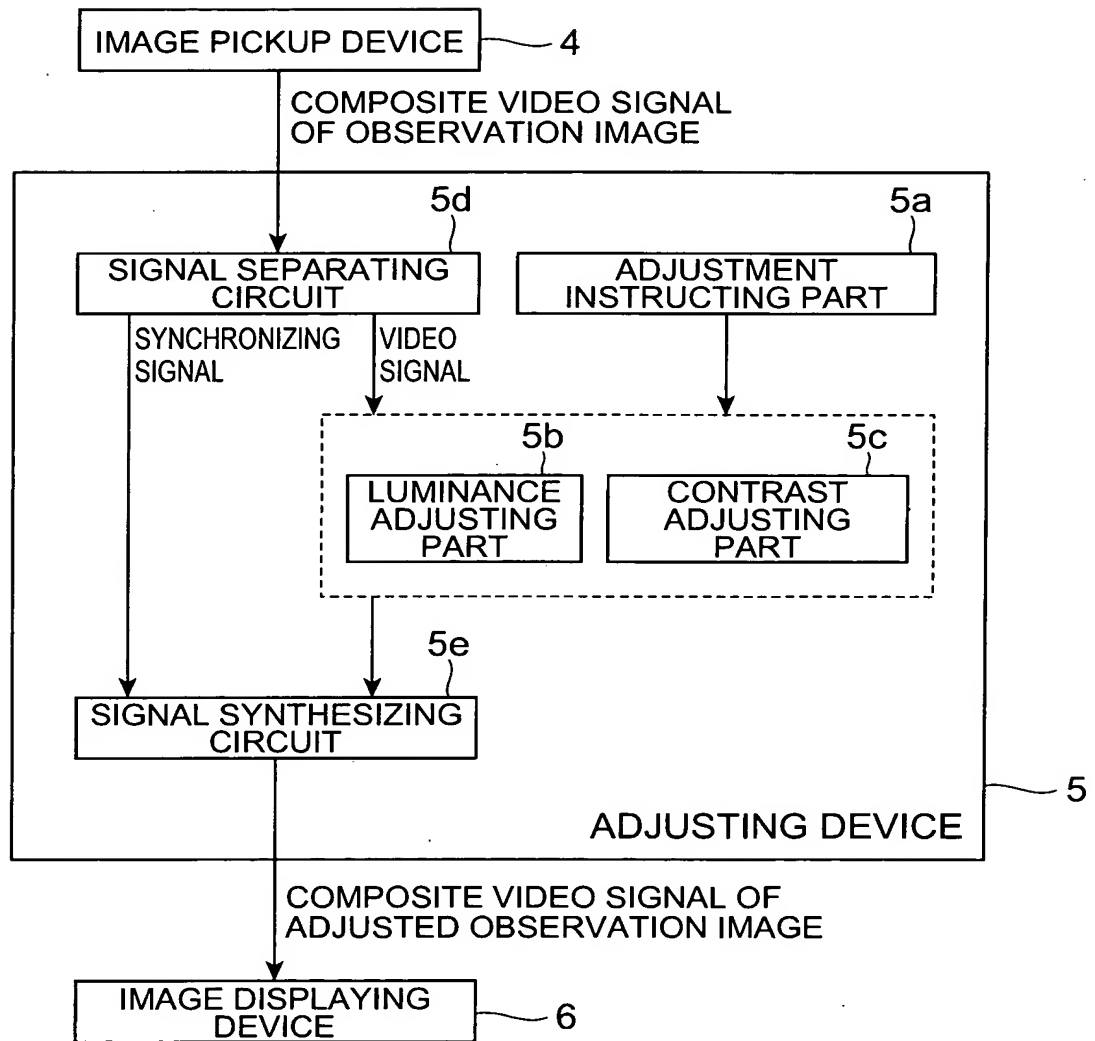 IMAGE PICKUP DEVICE
4
COMPOSITE VIDEO SIGNAL
OF OBSERVATION IMAGE
5d
5a
SIGNAL SEPARATING
CIRCUIT
ADJUSTMENT
INSTRUCTING PART
SYNCHRONIZING
SIGNAL
VIDEO
SIGNAL
5b
5c
LUMINANCE
ADJUSTING
PART
CONTRAST
ADJUSTING
PART
5e
SIGNAL SYNTHESIZING
CIRCUIT
5
ADJUSTING DEVICE
COMPOSITE VIDEO SIGNAL OF
ADJUSTED OBSERVATION IMAGE
IMAGE DISPLAYING
DEVICE
6